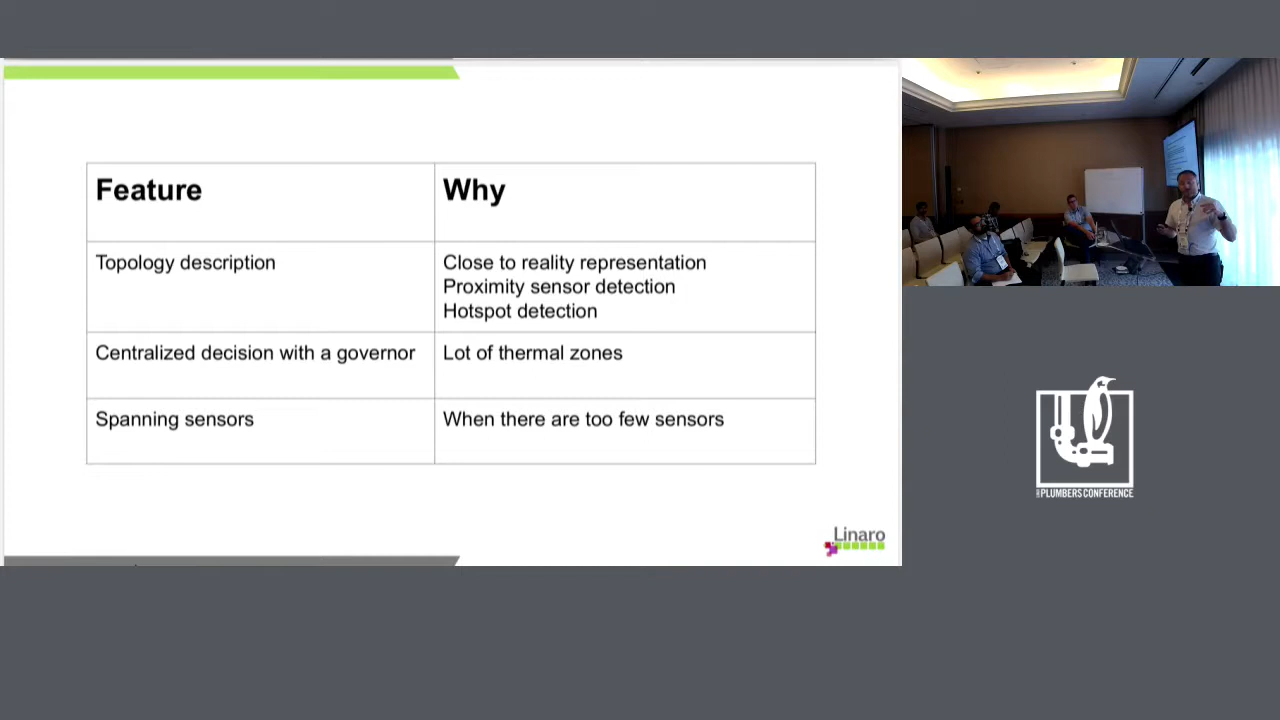 Feature
Why
Topology description
Close to reality representation
Proximity sensor detection
Hotspot detection
Centralized decision with a governor
Lot of thermal zones
Spanning sensors
When there are too few sensors
Linaro
PLUMBERS CONFERENCE